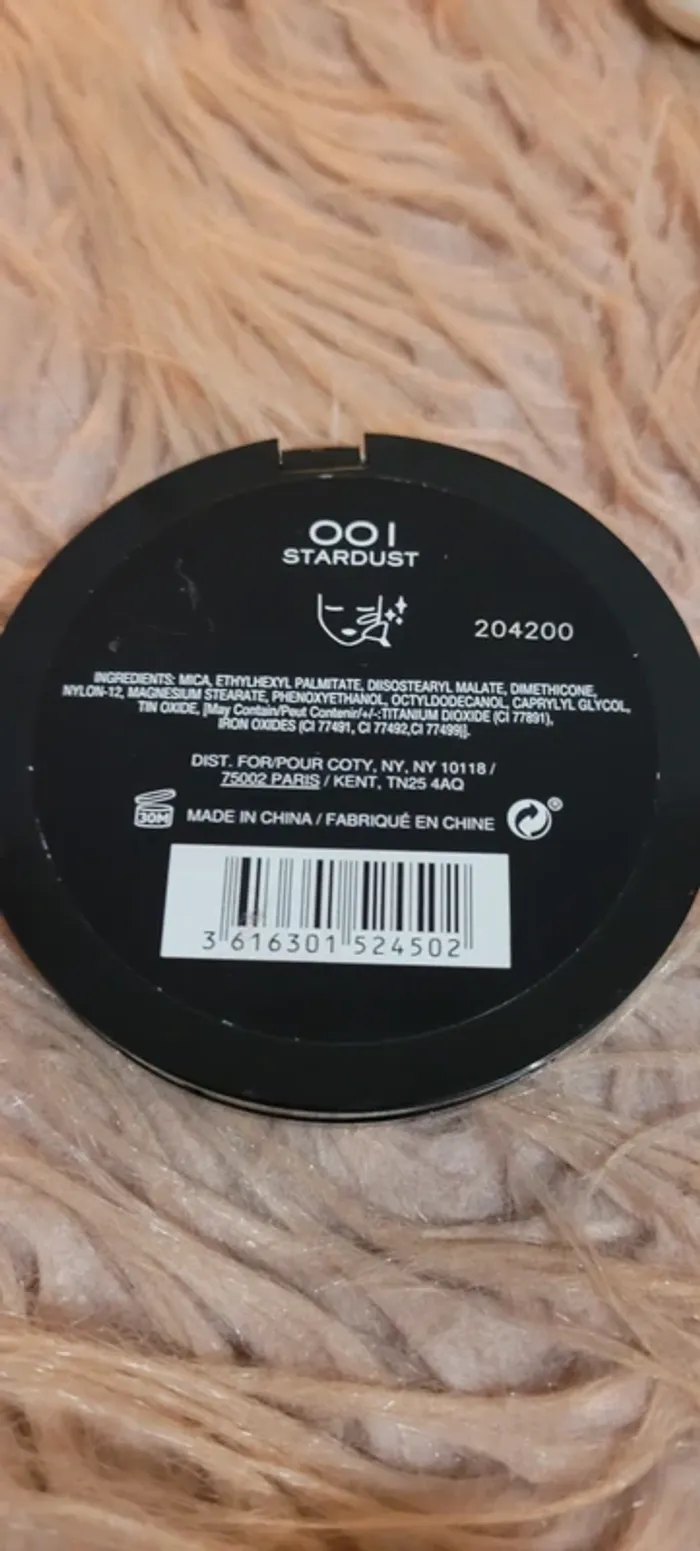 001
STARDUST
204200
INGREDIENTS: MICA, ETHYLHEXYL PALMITATE, DIISOSTEARYL MALATE, DIMETHICONE,
NYLON-12, MAGNESIUM STEARATE, PHENOXYETHANOL, OCTYLDODECANOL, CAPRYLYL GLYCOL,
TIN OXIDE, [May Contain/Peut Contenir/+/-:TITANIUM DIOXIDE (CI 77891),
IRON OXIDES (CI 77491, CI 77492,CI 77499)].
DIST. FOR/POUR COTY, NY, NY 10118 /
75002 PARIS / KENT, TN25 4AQ
30M MADE IN CHINA / FABRIQUÉ EN CHINE ®
3 616301 524502